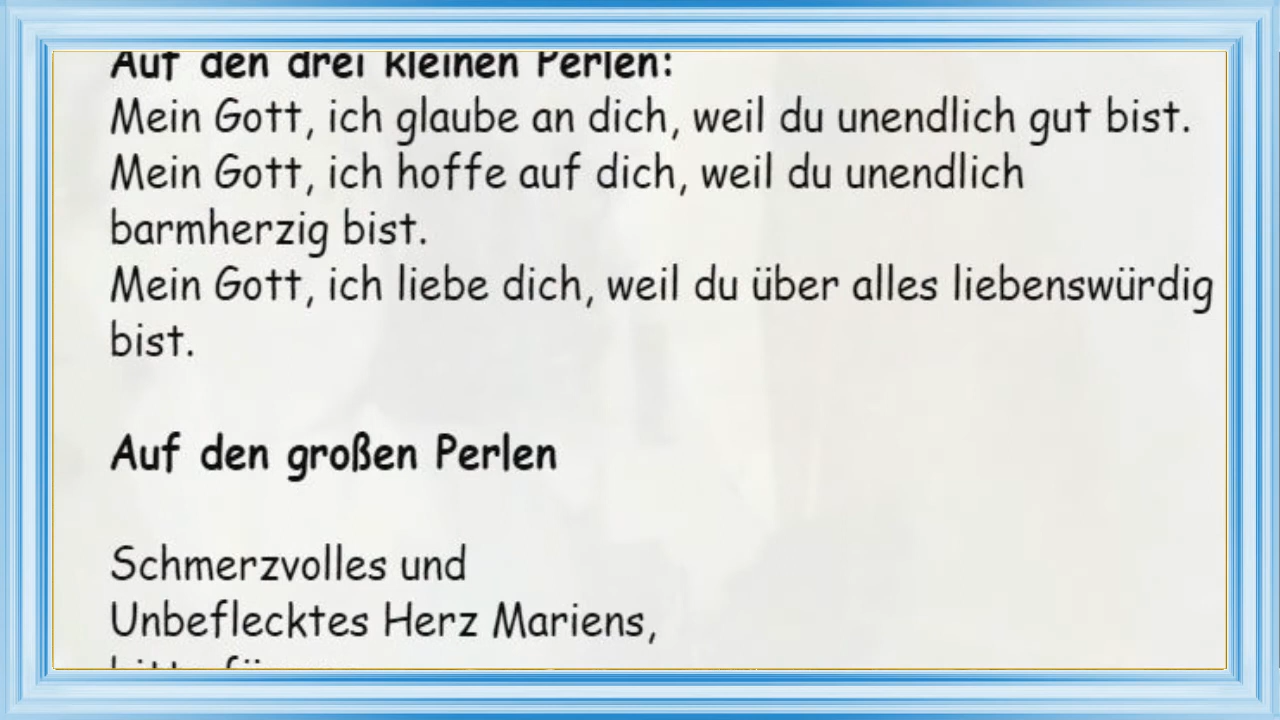 Auf den drei kleinen Perlen:
Mein Gott, ich glaube an dich, weil du unendlich gut bist.
Mein Gott, ich hoffe auf dich, weil du unendlich
barmherzig bist.
Mein Gott, ich liebe dich, weil du über alles liebenswürdig
bist.
Auf den großen Perlen
Schmerzvolles und
Unbeflecktes Herz Mariens,